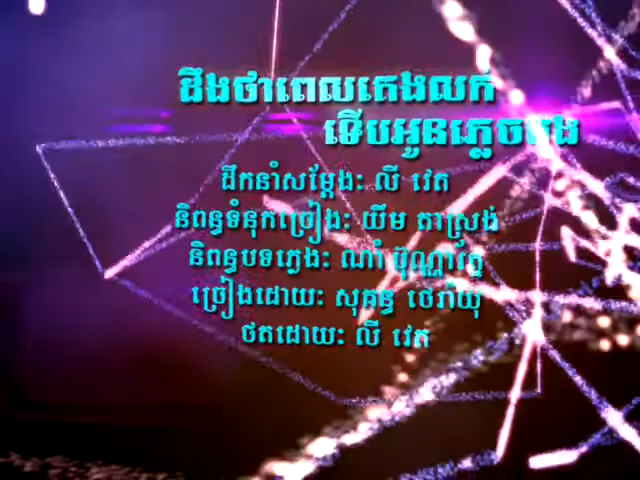 ដឹងថាពេលគេងលក់
ទើបអូនភ្លេចបង
ដឹកនាំសម្ដែង: លី វេត
និពន្ធទំនុកច្រៀង: យឹម តាស្រង់
និពន្ធបទភ្លេង: ណាំ ប៊ុណ្ណារ័ត្ន
ច្រៀងដោយ: សុគន្ធ ថេរ៉ាយុ
ថតដោយ: លី វេត